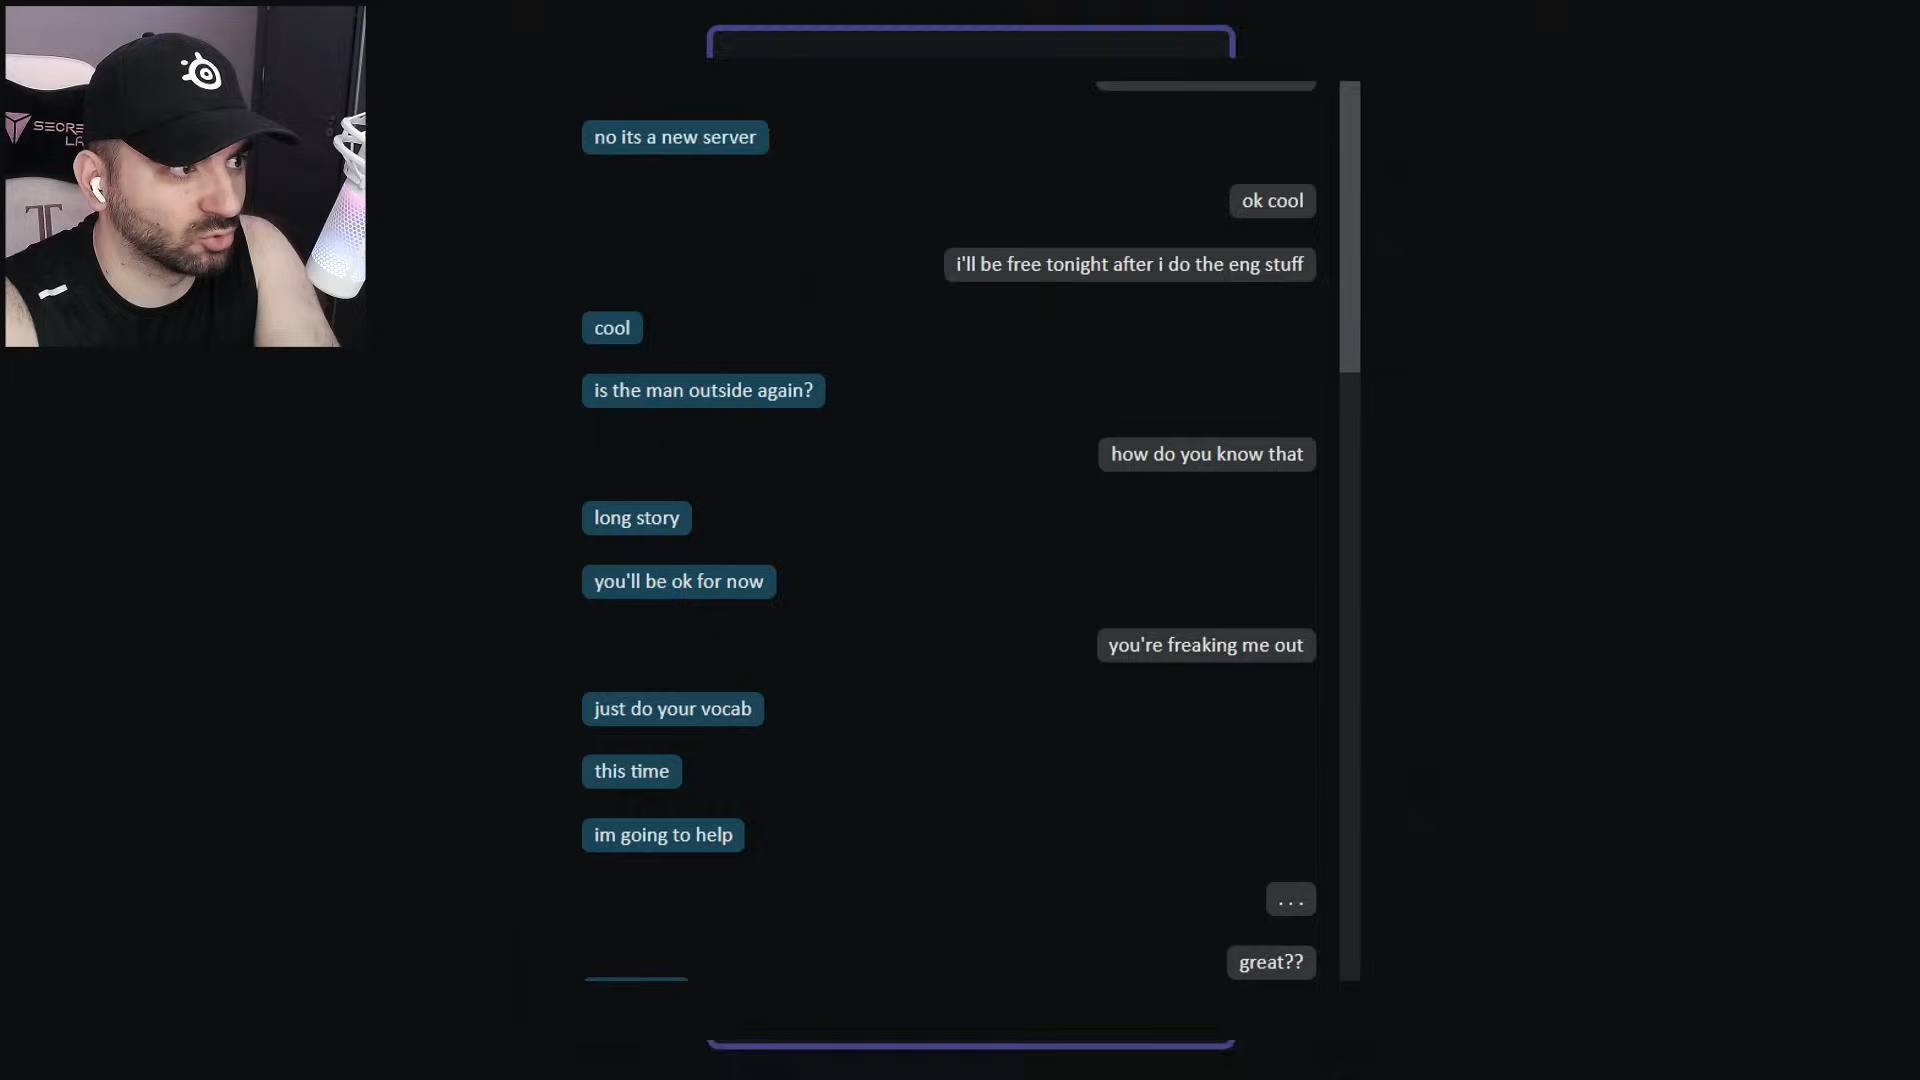 SECRE
LA
no its a new server
ok cool
i'll be free tonight after i do the eng stuff
cool
is the man outside again?
how do you know that
long story
you'll be ok for now
you're freaking me out
just do your vocab
this time
im going to help
...
great??